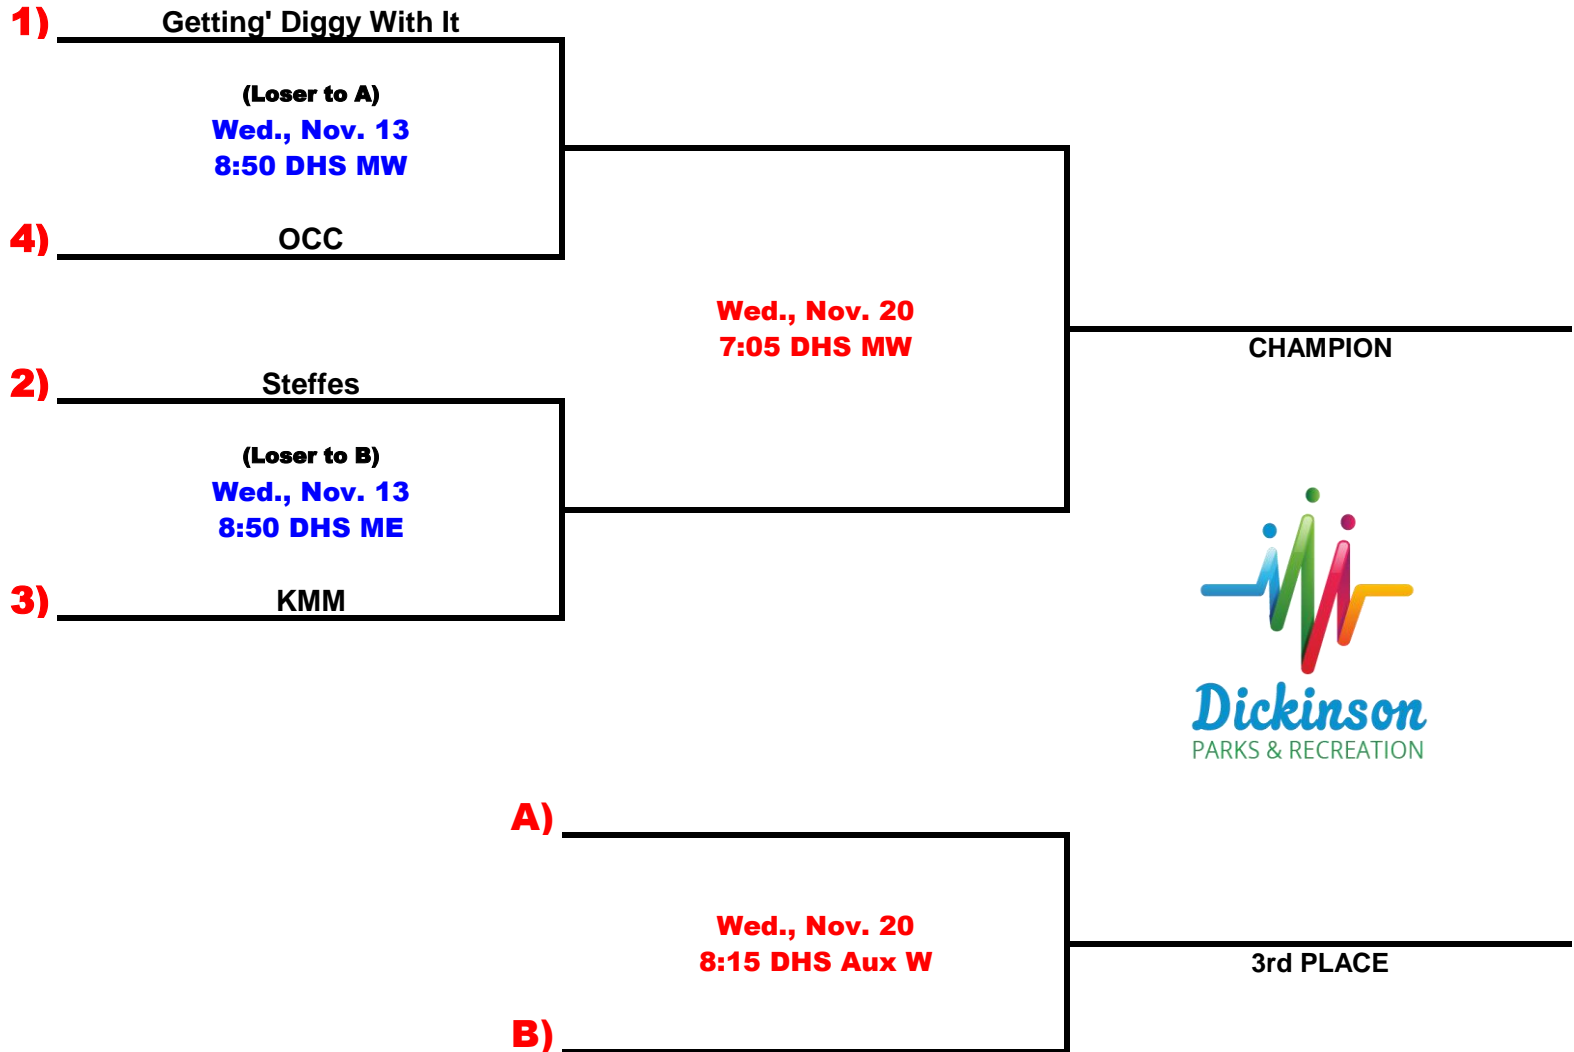 1) Getting' Diggy With It
(Loser to A)
Wed., Nov. 13
8:50 DHS MW
4) OCC
Wed., Nov. 20
7:05 DHS MW
CHAMPION
2) Steffes
(Loser to B)
Wed., Nov. 13
8:50 DHS ME
3) KMM
Dickinson
PARKS & RECREATION
A)
Wed., Nov. 20
8:15 DHS Aux W
3rd PLACE
B)